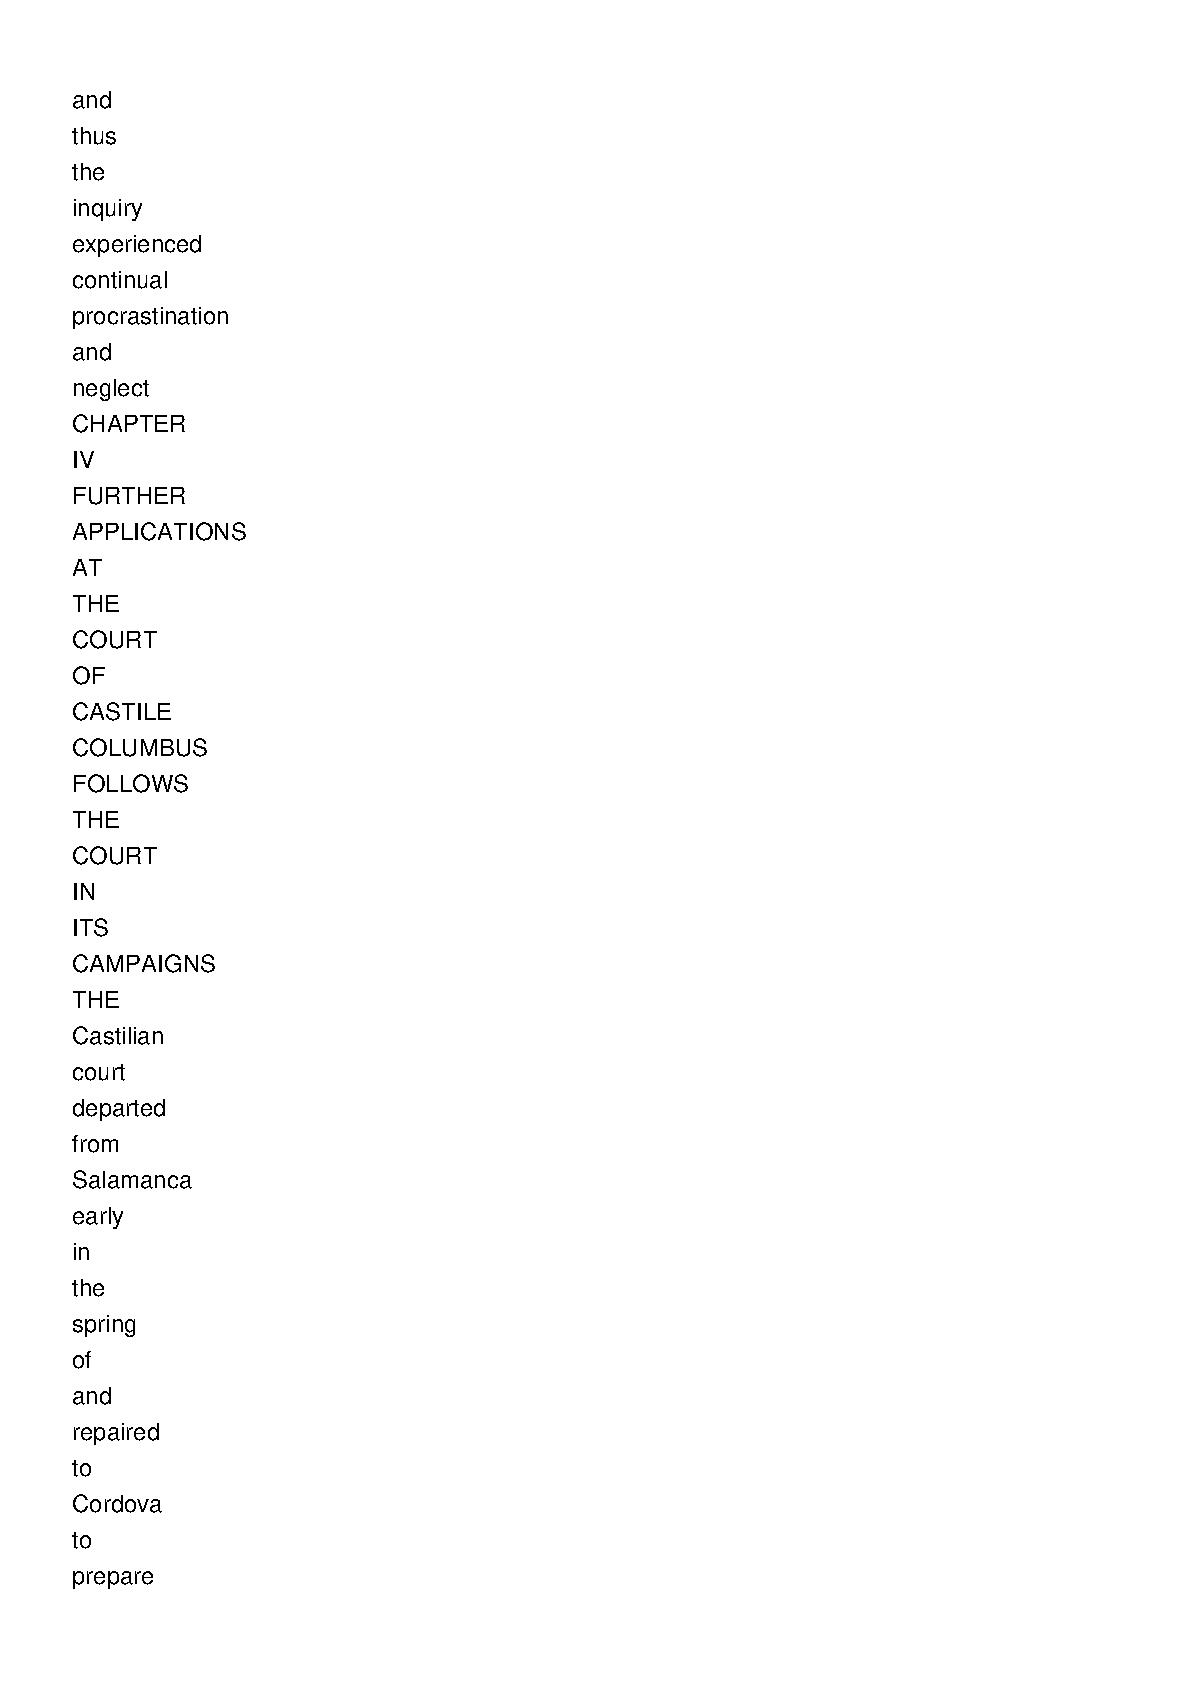 and
thus
the
inquiry
experienced
continual
procrastination
and
neglect
CHAPTER
IV
FURTHER
APPLICATIONS
AT
THE
COURT
OF
CASTILE
COLUMBUS
FOLLOWS
THE
COURT
IN
ITS
CAMPAIGNS
THE
Castilian
court
departed
from
Salamanca
early
in
the
spring
of
and
repaired
to
Cordova
to
prepare